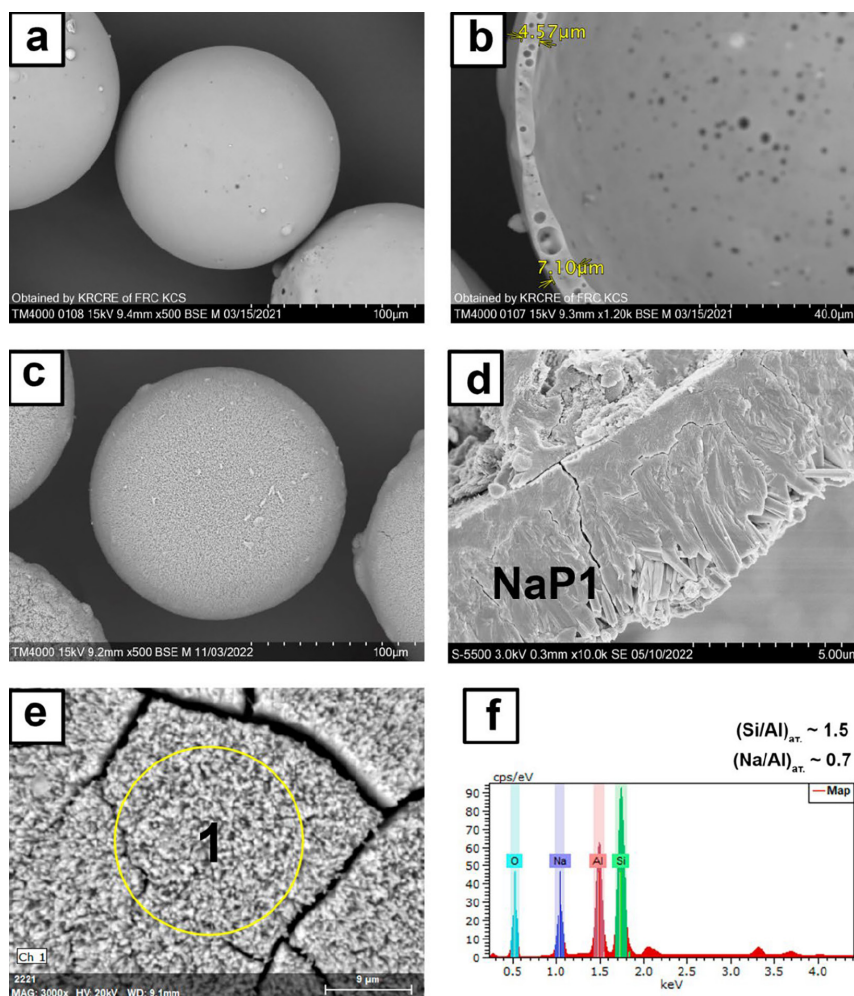 a
Obtained by KRCRE of FRC KCS
TM4000 0108 15kV 9.4mm x500 BSE M 03/15/2021 100µm
b
4.57µm
7.10µm
Obtained by KRCRE of FRC KCS
TM4000 0107 15kV 9.3mm x1.20k BSE M 03/15/2021 40.0µm
c
TM4000 15kV 9.2mm x500 BSE M 11/03/2022 100µm
d
NaP1
S-5500 3.0kV 0.3mm x10.0k SE 05/10/2022 5.00um
e
1
Ch 1
2221
MAG: 3000x HV: 20kV WD: 9.1mm 9 µm
f
(Si/Al)ат. ~ 1.5
(Na/Al)ат. ~ 0.7
cps/eV
Map
90
80
70
60
50
40
30
20
10
0
O Na Al Si
0.5 1.0 1.5 2.0 2.5 3.0 3.5 4.0
keV